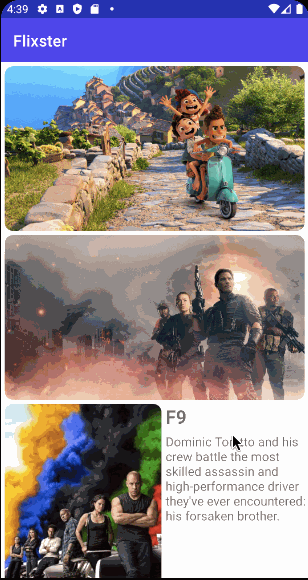 4:39
Flixster
F9
Dominic Toretto and his
crew battle the most
skilled assassin and
high-performance driver
they've ever encountered:
his forsaken brother.